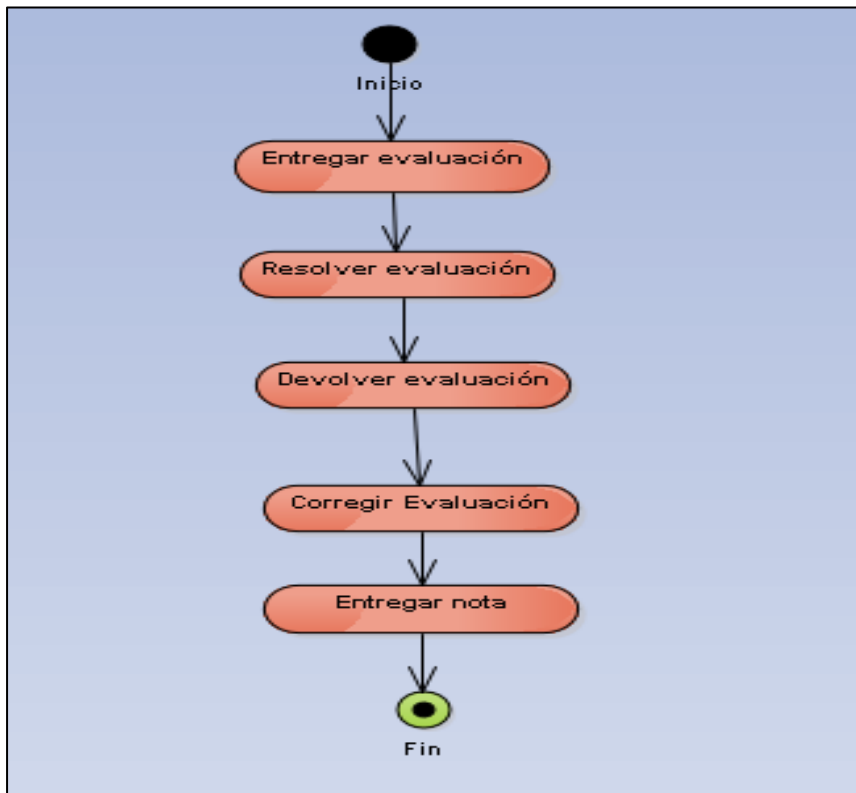 Inicio
Entregar evaluación
Resolver evaluación
Devolver evaluación
Corregir Evaluación
Entregar nota
Fin